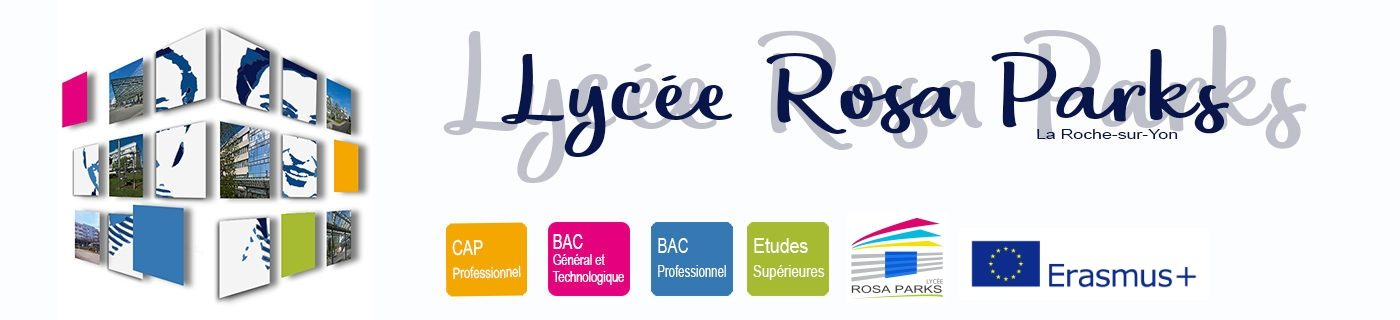 Lycée Rosa Parks
La Roche-sur-Yon
CAP
Professionnel
BAC
Général et
Technologique
BAC
Professionnel
Etudes
Supérieures
LYCÉE
ROSA PARKS
Erasmus+